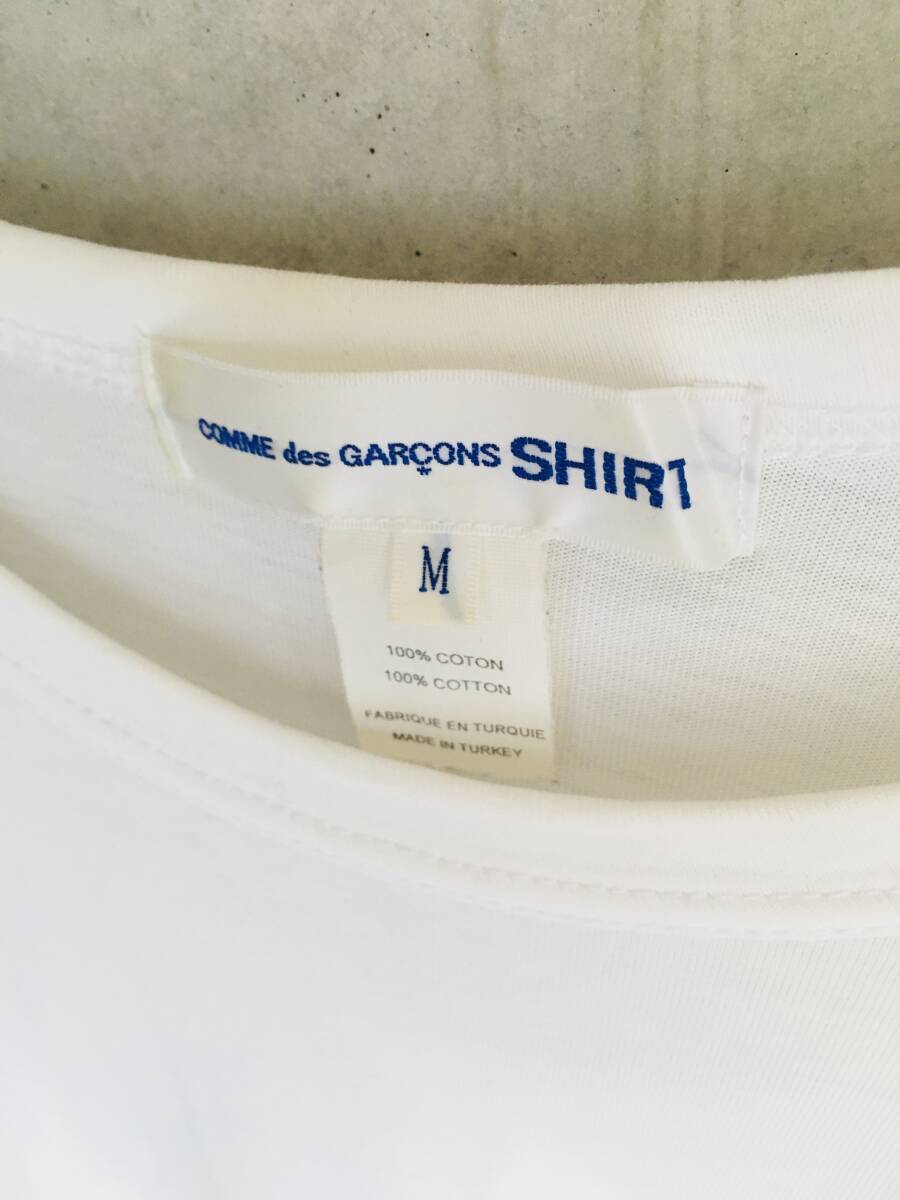 COMME des GARÇONS SHIRT
M
100% COTON
100% COTTON
FABRIQUE EN TURQUIE
MADE IN TURKEY